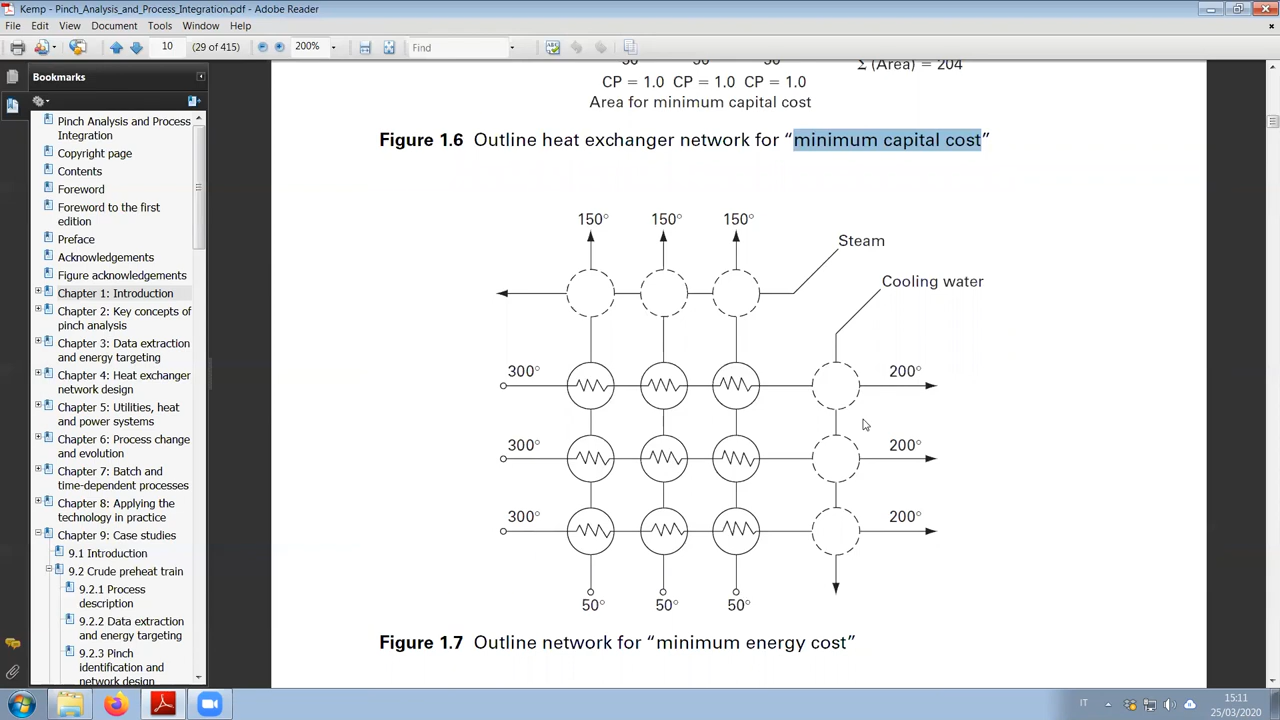 Kemp - Pinch_Analysis_and_Process_Integration.pdf - Adobe Reader
File Edit View Document Tools Window Help
10 (29 of 415) 200% Find
Bookmarks
Pinch Analysis and Process
Integration
Copyright page
Contents
Foreword
Foreword to the first
edition
Preface
Acknowledgements
Figure acknowledgements
Chapter 1: Introduction
Chapter 2: Key concepts of
pinch analysis
Chapter 3: Data extraction
and energy targeting
Chapter 4: Heat exchanger
network design
Chapter 5: Utilities, heat
and power systems
Chapter 6: Process change
and evolution
Chapter 7: Batch and
time-dependent processes
Chapter 8: Applying the
technology in practice
Chapter 9: Case studies
9.1 Introduction
9.2 Crude preheat train
9.2.1 Process
description
9.2.2 Data extraction
and energy targeting
9.2.3 Pinch
identification and
network design
Σ (Area) = 204
CP = 1.0 CP = 1.0 CP = 1.0
Area for minimum capital cost
Figure 1.6 Outline heat exchanger network for “minimum capital cost”
150° 150° 150°
Steam
Cooling water
300° 200°
300° 200°
300° 200°
50° 50° 50°
Figure 1.7 Outline network for “minimum energy cost”
IT
15:11
25/03/2020